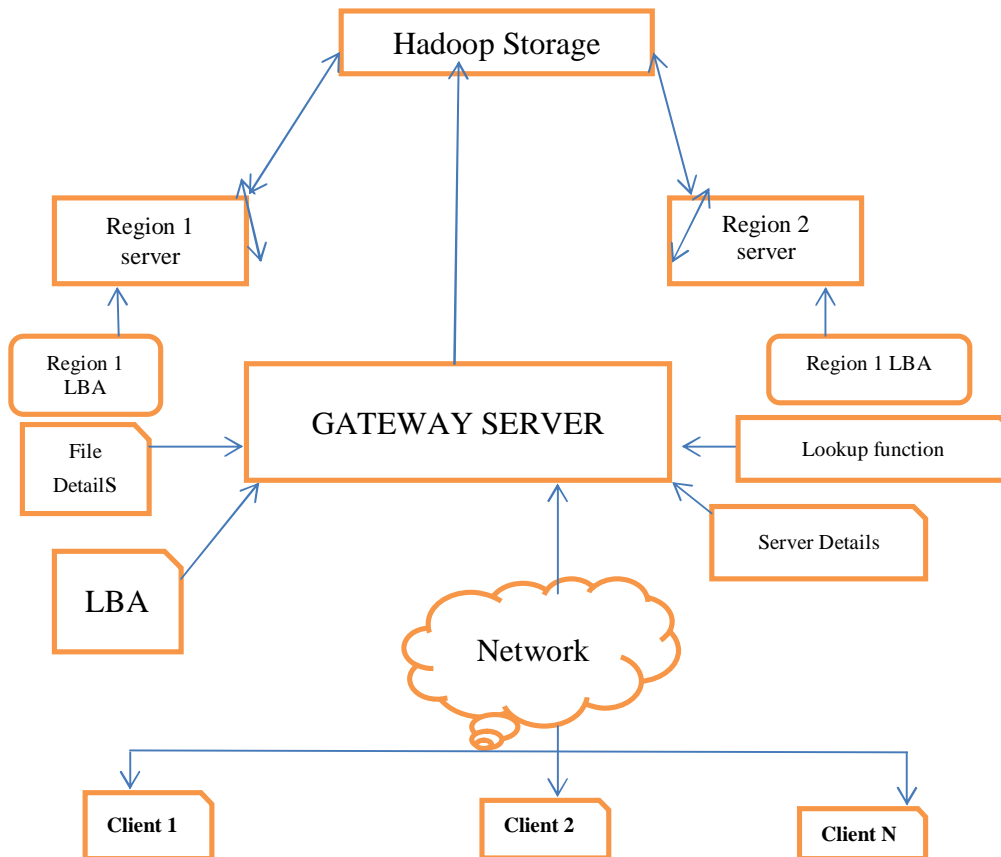 Hadoop Storage
Region 1
server
Region 2
server
Region 1
LBA
Region 1 LBA
GATEWAY SERVER
File
DetailS
Lookup function
Server Details
LBA
Network
Client 1
Client 2
Client N